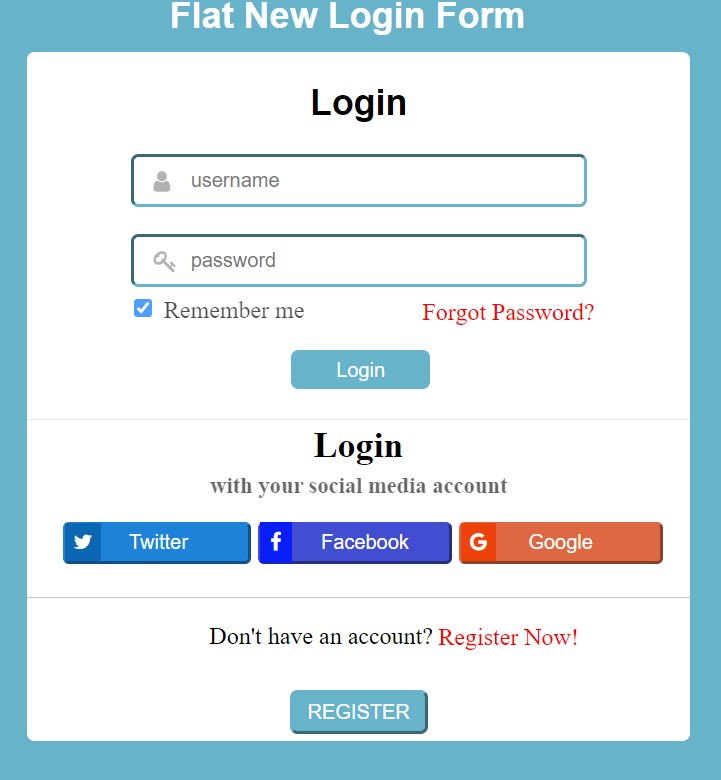 Flat New Login Form
Login
username
password
Remember me Forgot Password?
Login
Login
with your social media account
Twitter Facebook Google
Don't have an account? Register Now!
REGISTER